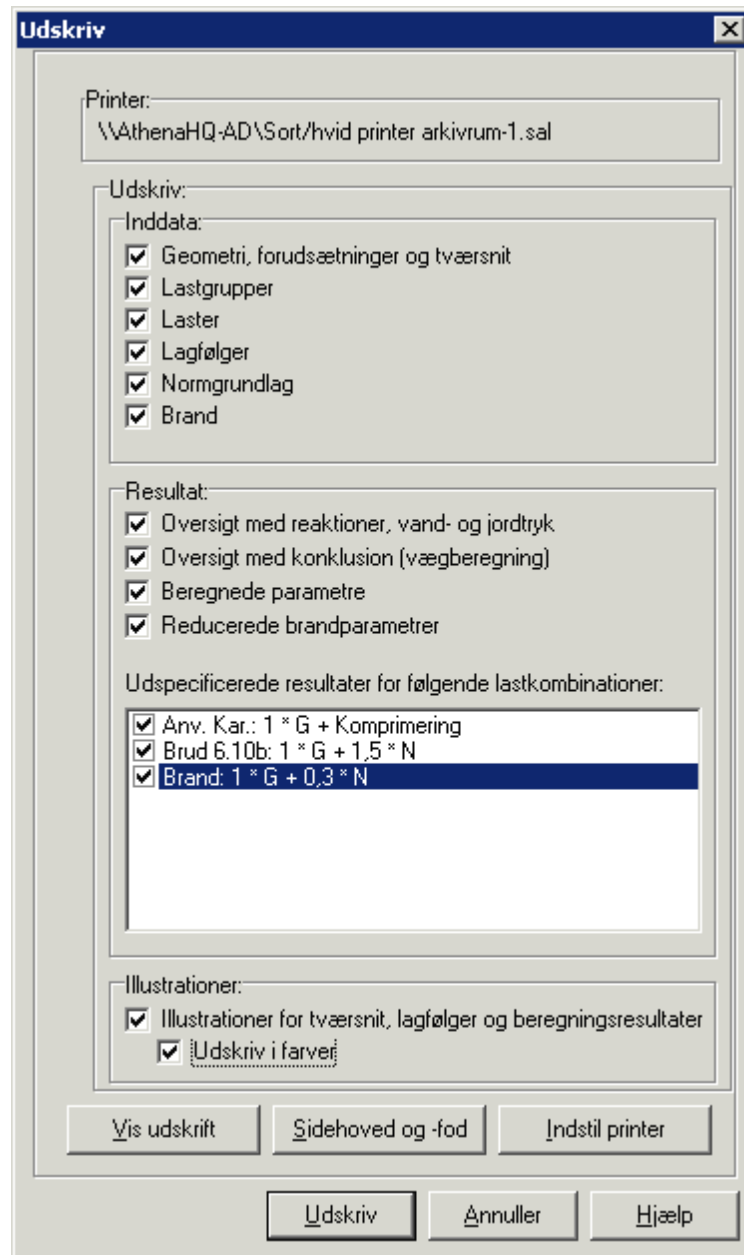 Udskriv
Printer:
\\AthenaHQ-AD\Sort/hvid printer arkivrum-1.sal
Udskriv:
Inddata:
Geometri, forudsætninger og tværsnit
Lastgrupper
Laster
Lagfølger
Normgrundlag
Brand
Resultat:
Oversigt med reaktioner, vand- og jordtryk
Oversigt med konklusion (vægberegning)
Beregnede parametre
Reducerede brandparametrer
Udspecificerede resultater for følgende lastkombinationer:
Anv. Kar.: 1 * G + Komprimering
Brud 6.10b: 1 * G + 1,5 * N
Brand: 1 * G + 0,3 * N
Illustrationer:
Illustrationer for tværsnit, lagfølger og beregningsresultater
Udskriv i farver
Vis udskrift
Sidehoved og -fod
Indstil printer
Udskriv
Annuller
Hjælp